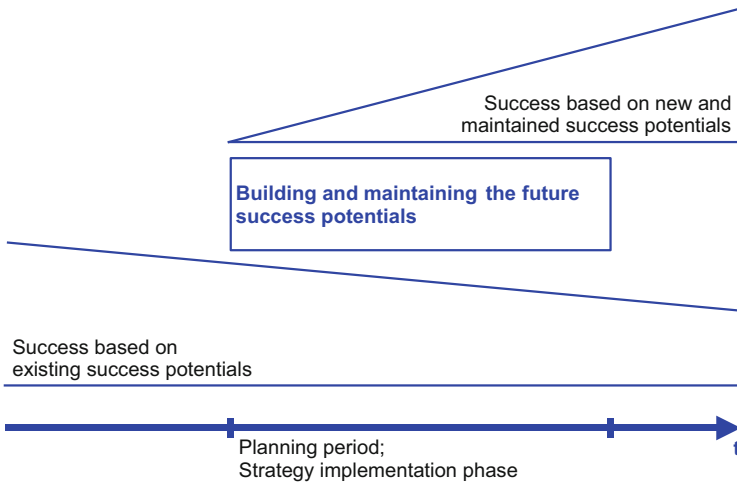 Success based on new and
maintained success potentials
Building and maintaining the future
success potentials
Success based on
existing success potentials
t
Planning period;
Strategy implementation phase